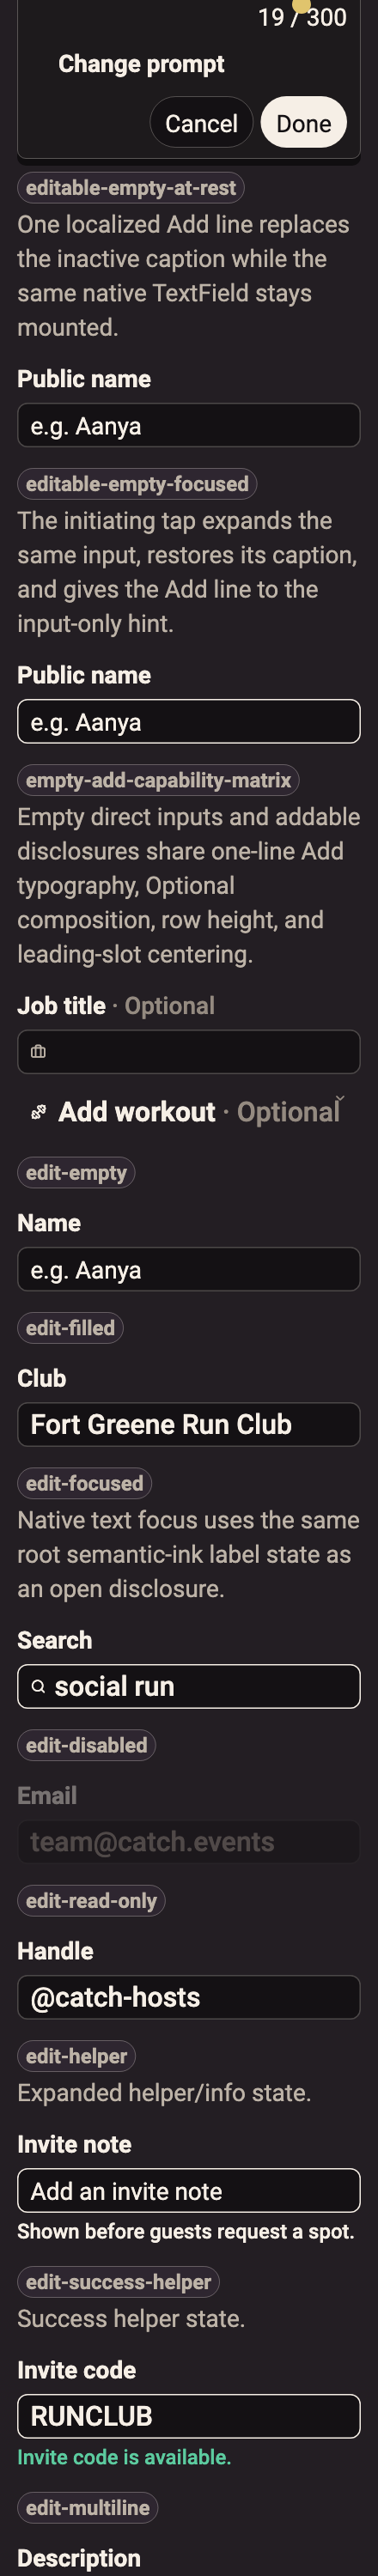 19 / 300
Change prompt
Cancel
Done
editable-empty-at-rest
One localized Add line replaces
the inactive caption while the
same native TextField stays
mounted.
Public name
e.g. Aanya
editable-empty-focused
The initiating tap expands the
same input, restores its caption,
and gives the Add line to the
input-only hint.
Public name
e.g. Aanya
empty-add-capability-matrix
Empty direct inputs and addable
disclosures share one-line Add
typography, Optional
composition, row height, and
leading-slot centering.
Job title · Optional
Add workout · Optional
edit-empty
Name
e.g. Aanya
edit-filled
Club
Fort Greene Run Club
edit-focused
Native text focus uses the same
root semantic-ink label state as
an open disclosure.
Search
social run
edit-disabled
Email
team@catch.events
edit-read-only
Handle
@catch-hosts
edit-helper
Expanded helper/info state.
Invite note
Add an invite note
Shown before guests request a spot.
edit-success-helper
Success helper state.
Invite code
RUNCLUB
Invite code is available.
edit-multiline
Description